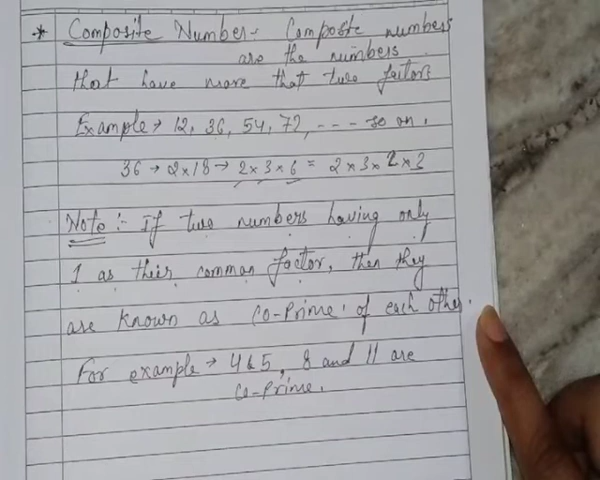 * Composite Number:- Composte numbers
are the numbers
that have more that two factors
Example → 12, 36, 54, 72, ---- so on.
36 → 2×18 → 2×3×6 = 2×3×2×3
Note :- If two numbers having only
1 as their common factor, then they
are known as co-prime' of each other.
For example → 4&5, 8 and 11 are
co-prime.